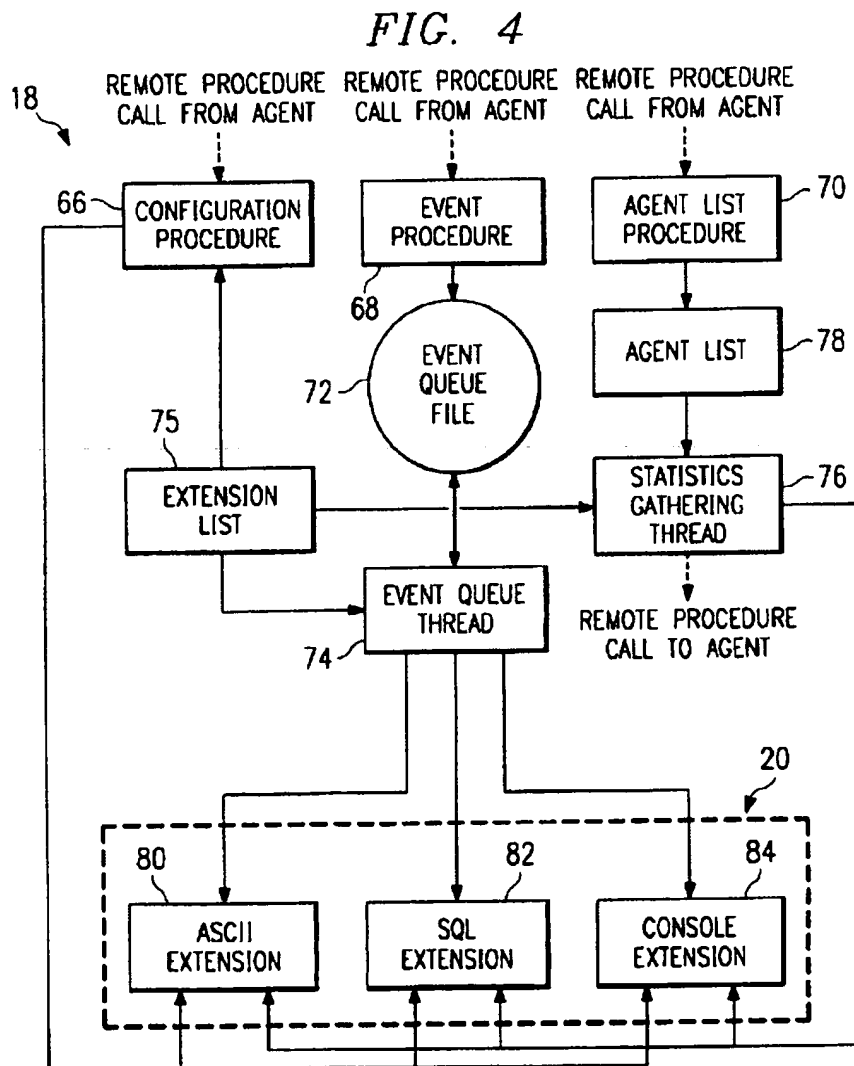 FIG. 4
18
REMOTE PROCEDURE
CALL FROM AGENT
REMOTE PROCEDURE
CALL FROM AGENT
REMOTE PROCEDURE
CALL FROM AGENT
66
CONFIGURATION
PROCEDURE
EVENT
PROCEDURE
68
AGENT LIST
PROCEDURE
70
72
EVENT
QUEUE
FILE
AGENT LIST
78
75
EXTENSION
LIST
STATISTICS
GATHERING
THREAD
76
EVENT QUEUE
THREAD
74
REMOTE PROCEDURE
CALL TO AGENT
20
80
ASCII
EXTENSION
82
SQL
EXTENSION
84
CONSOLE
EXTENSION